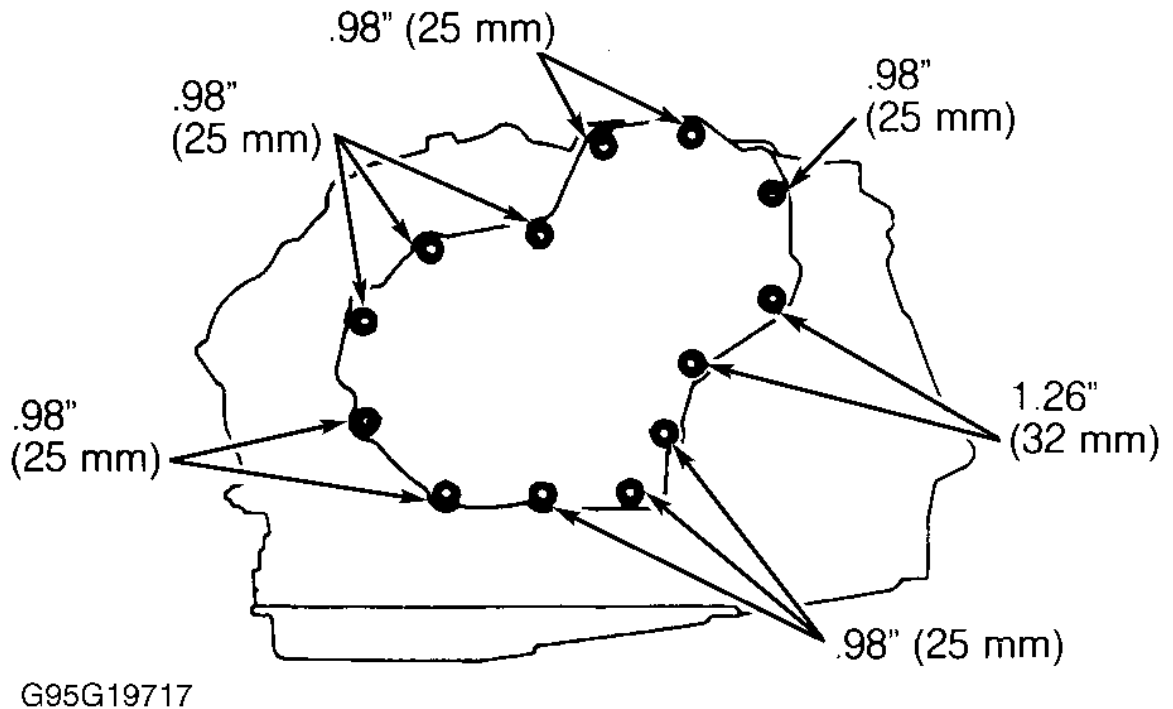 .98” (25 mm)
.98”
(25 mm)
.98”
(25 mm)
1.26”
(32 mm)
.98”
(25 mm)
.98” (25 mm)
G95G19717